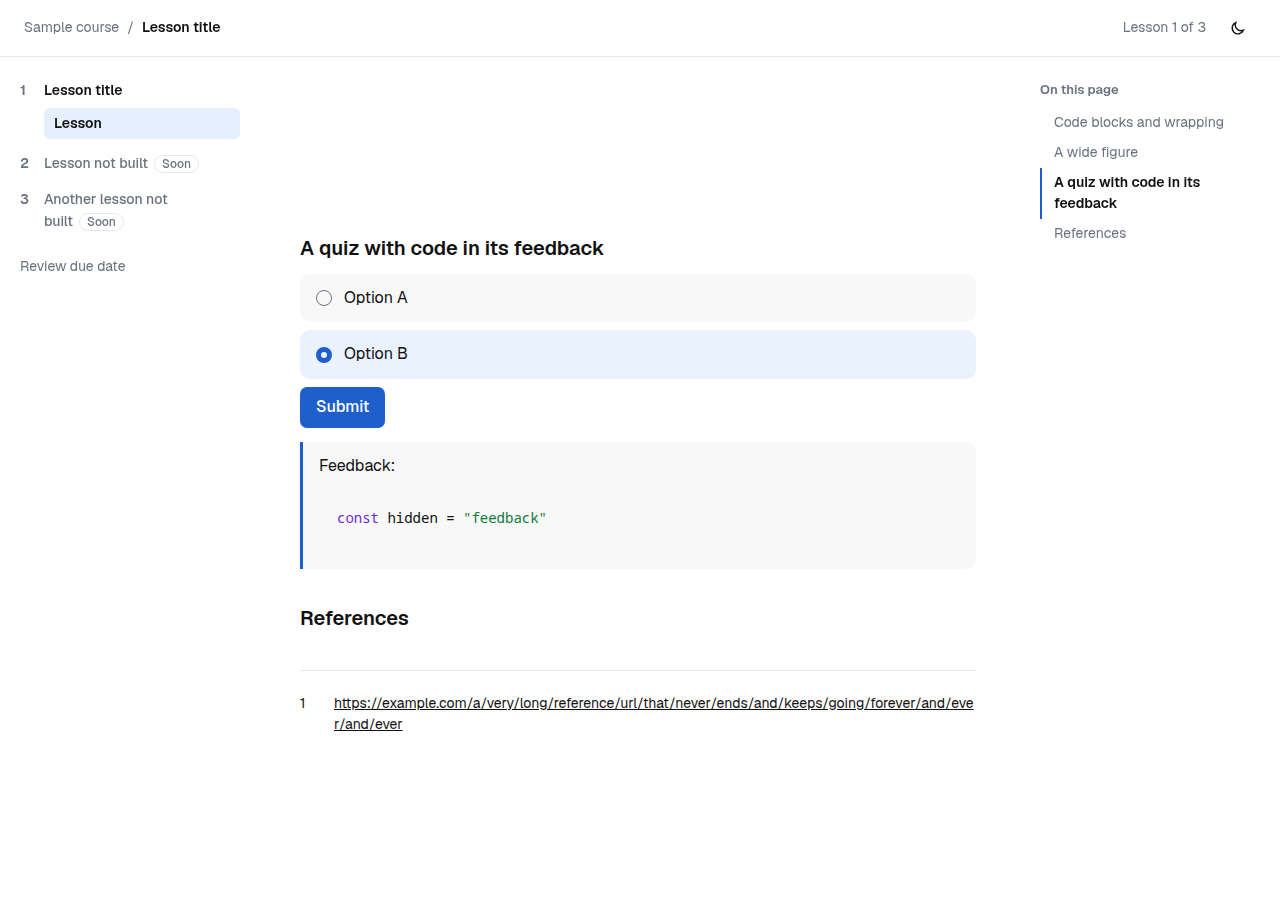 Sample course / Lesson title
Lesson 1 of 3
1 Lesson title
Lesson
2 Lesson not built Soon
3 Another lesson not
built Soon
Review due date
A quiz with code in its feedback
Option A
Option B
Submit
Feedback:
const hidden = "feedback"
References
1 https://example.com/a/very/long/reference/url/that/never/ends/and/keeps/going/forever/and/eve
r/and/ever
On this page
Code blocks and wrapping
A wide figure
A quiz with code in its
feedback
References